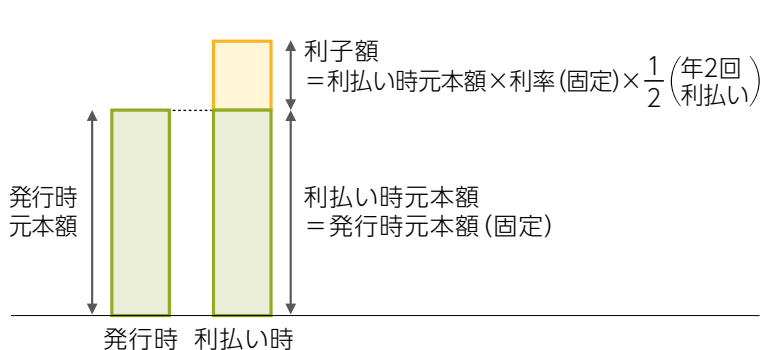 利子額
＝利払い時元本額×利率(固定)×1/2(年2回利払い)
発行時
元本額
利払い時元本額
＝発行時元本額(固定)
発行時 利払い時